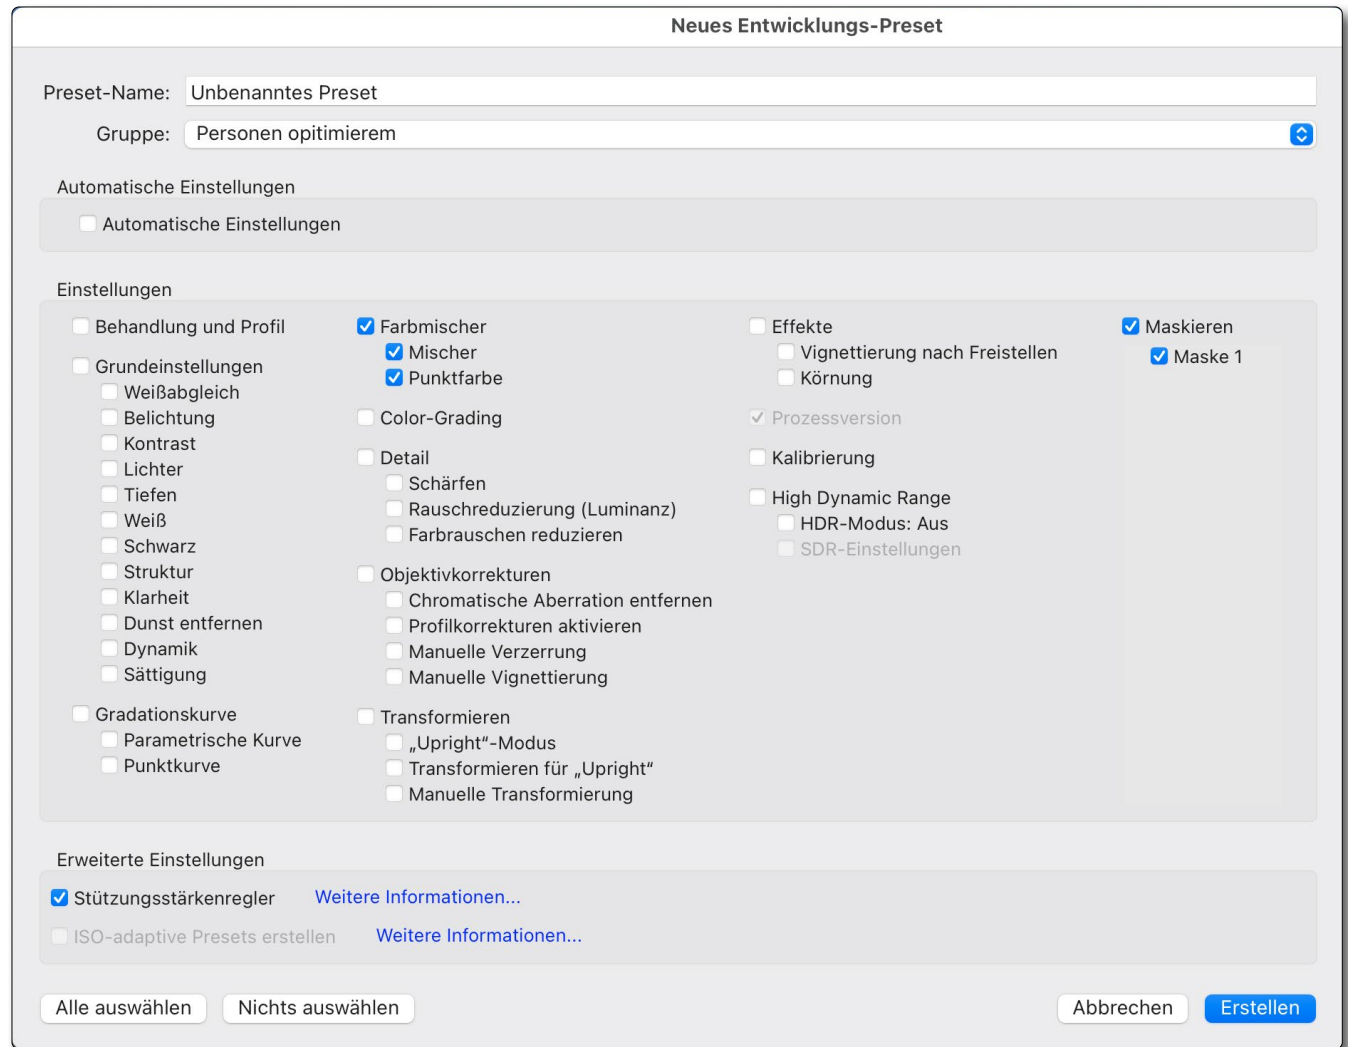 Neues Entwicklungs-Preset
Preset-Name: Unbenanntes Preset
Gruppe: Personen opitimierem
Automatische Einstellungen
Automatische Einstellungen
Einstellungen
Behandlung und Profil
Grundeinstellungen
Weißabgleich
Belichtung
Kontrast
Lichter
Tiefen
Weiß
Schwarz
Struktur
Klarheit
Dunst entfernen
Dynamik
Sättigung
Gradationskurve
Parametrische Kurve
Punktkurve
Farbmischer
Mischer
Punktfarbe
Color-Grading
Detail
Schärfen
Rauschreduzierung (Luminanz)
Farbrauschen reduzieren
Objektivkorrekturen
Chromatische Aberration entfernen
Profilkorrekturen aktivieren
Manuelle Verzerrung
Manuelle Vignettierung
Transformieren
„Upright“-Modus
Transformieren für „Upright“
Manuelle Transformierung
Effekte
Vignettierung nach Freistellen
Körnung
Prozessversion
Kalibrierung
High Dynamic Range
HDR-Modus: Aus
SDR-Einstellungen
Maskieren
Maske 1
Erweiterte Einstellungen
Stützungsstärkenregler Weitere Informationen...
ISO-adaptive Presets erstellen Weitere Informationen...
Alle auswählen Nichts auswählen Abbrechen Erstellen